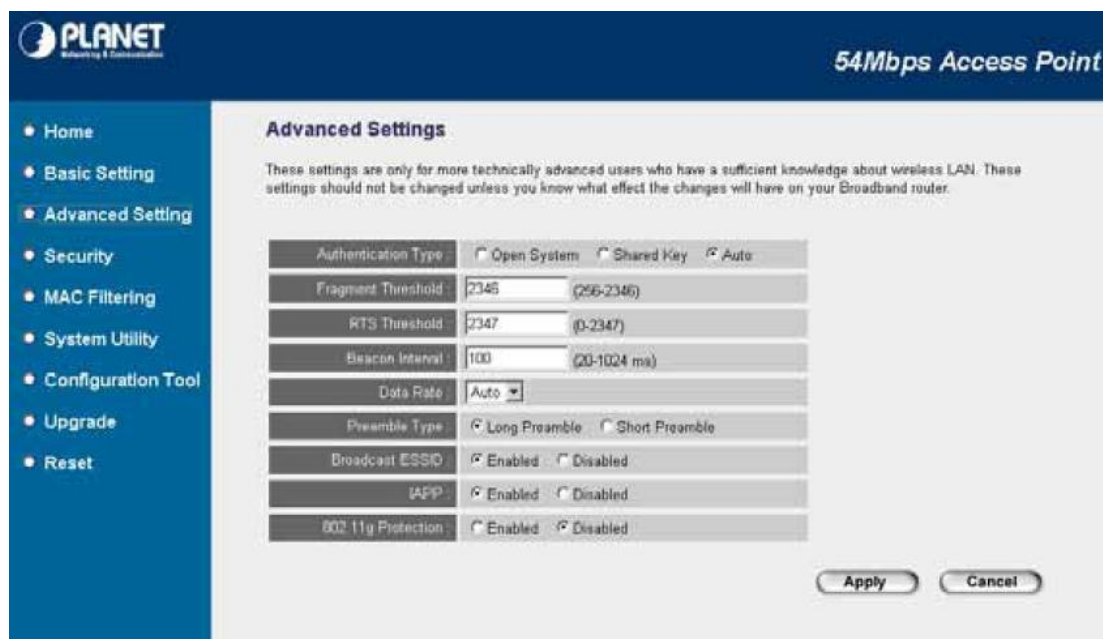 PLANET
Networking & Communication
54Mbps Access Point
Home
Basic Setting
Advanced Setting
Security
MAC Filtering
System Utility
Configuration Tool
Upgrade
Reset
Advanced Settings
These settings are only for more technically advanced users who have a sufficient knowledge about wireless LAN. These
settings should not be changed unless you know what effect the changes will have on your Broadband router.
Authentication Type : Open System Shared Key Auto
Fragment Threshold : 2346 (256-2346)
RTS Threshold : 2347 (0-2347)
Beacon Interval : 100 (20-1024 ms)
Data Rate : Auto
Preamble Type : Long Preamble Short Preamble
Broadcast ESSID : Enabled Disabled
IAPP : Enabled Disabled
802.11g Protection : Enabled Disabled
Apply Cancel